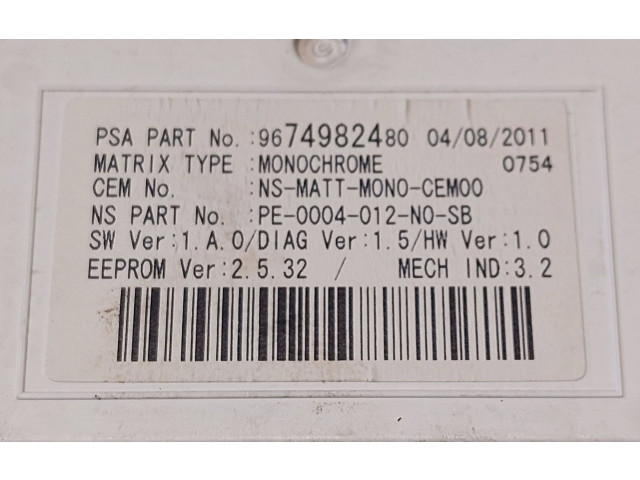 PSA PART No. :9674982480 04/08/2011
MATRIX TYPE :MONOCHROME 0754
CEM No. :NS-MATT-MONO-CEM00
NS PART No. :PE-0004-012-N0-SB
SW Ver:1.A.0/DIAG Ver:1.5/HW Ver:1.0
EEPROM Ver:2.5.32 / MECH IND:3.2